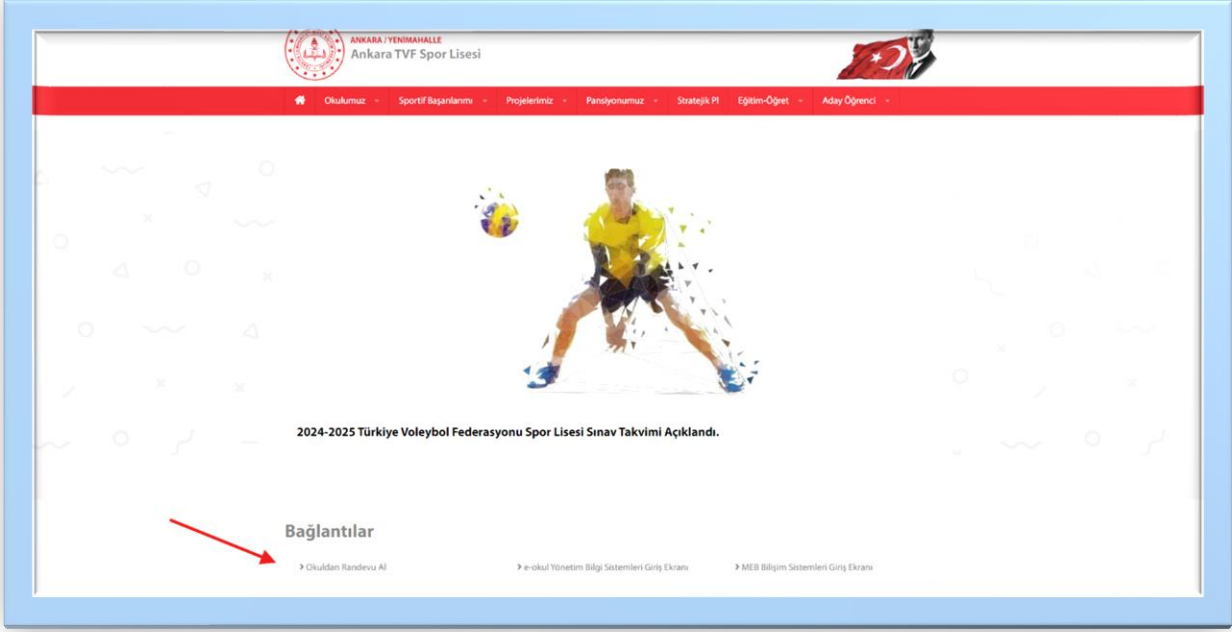 ANKARA / YENİMAHALLE
Ankara TVF Spor Lisesi
Okulumuz Sportif Başarılarımı Projelerimiz Pansiyonumuz Stratejik Pl Eğitim-Öğret Aday Öğrenci
2024-2025 Türkiye Voleybol Federasyonu Spor Lisesi Sınav Takvimi Açıklandı.
Bağlantılar
Okuldan Randevu Al
e-okul Yönetim Bilgi Sistemleri Giriş Ekranı
MEB Bilişim Sistemleri Giriş Ekranı